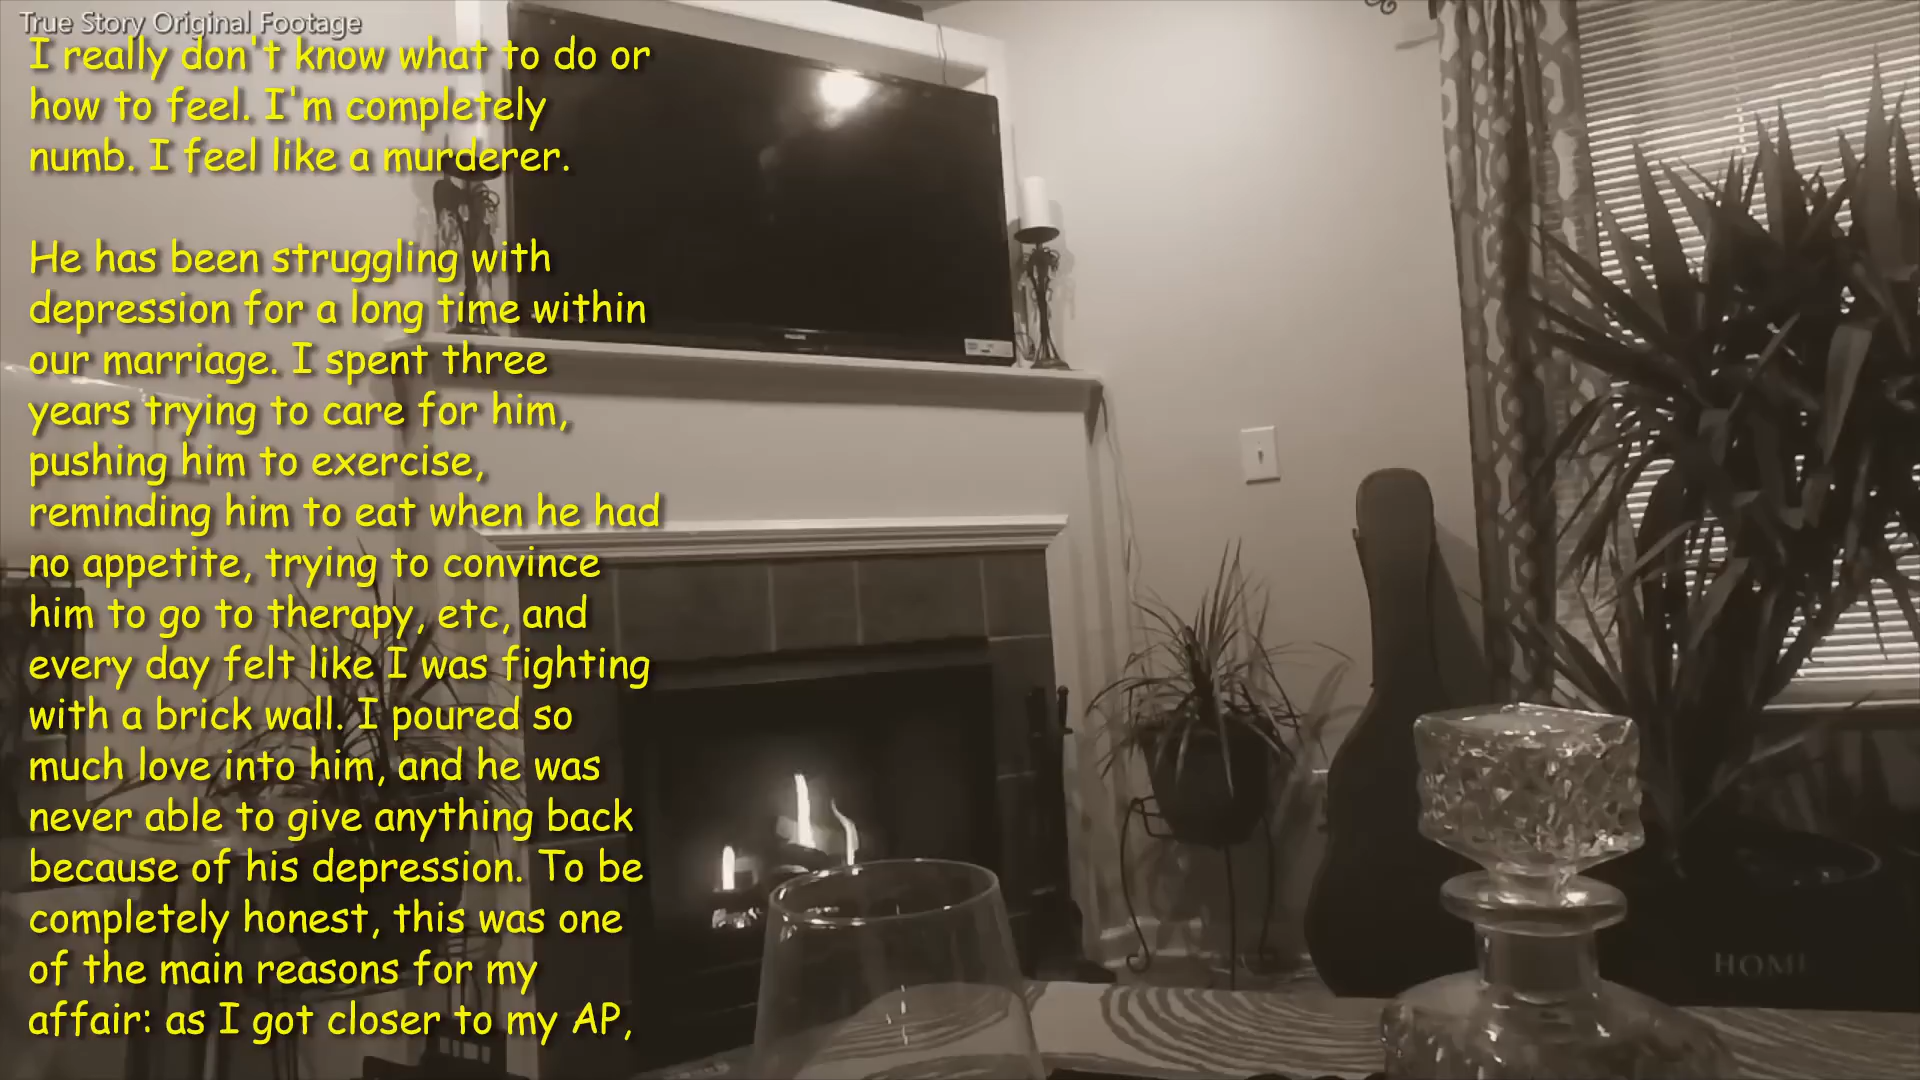 True Story Original Footage
I really don't know what to do or
how to feel. I'm completely
numb. I feel like a murderer.
He has been struggling with
depression for a long time within
our marriage. I spent three
years trying to care for him,
pushing him to exercise,
reminding him to eat when he had
no appetite, trying to convince
him to go to therapy, etc, and
every day felt like I was fighting
with a brick wall. I poured so
much love into him, and he was
never able to give anything back
because of his depression. To be
completely honest, this was one
of the main reasons for my
affair: as I got closer to my AP,
HOME